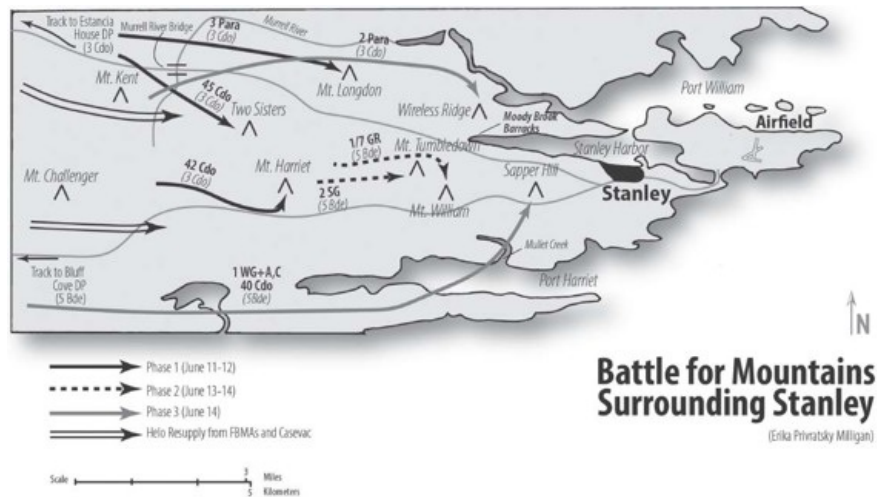 Track to Estancia
House DP
(3 Cdo)
Murrell River Bridge
3 Para
(3 Cdo)
Murrell River
2 Para
(3 Cdo)
Mt. Kent
45 Cdo
(3 Cdo)
Two Sisters
Mt. Longdon
Wireless Ridge
Port William
Moody Brook
Barracks
Airfield
Stanley Harbor
Stanley
1/7 GR
(5 Bde)
Mt. Tumbledown
Mt. Challenger
42 Cdo
(3 Cdo)
Mt. Harriet
2 SG
(5 Bde)
Mt. William
Sapper Hill
Mullet Creek
Port Harriet
Track to Bluff
Cove DP
(5 Bde)
1 WG+A,C
40 Cdo
(5Bde)
N
Phase 1 (June 11-12)
Phase 2 (June 13-14)
Phase 3 (June 14)
Helo Resupply from FBMAs and Casevac
Scale
3 Miles
5 Kilometers
Battle for Mountains
Surrounding Stanley
(Erika Privratsky Milligan)